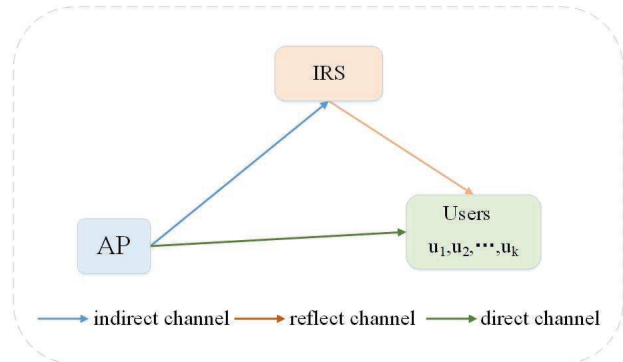 IRS
AP
Users
u1,u2,···,uk
indirect channel
reflect channel
direct channel